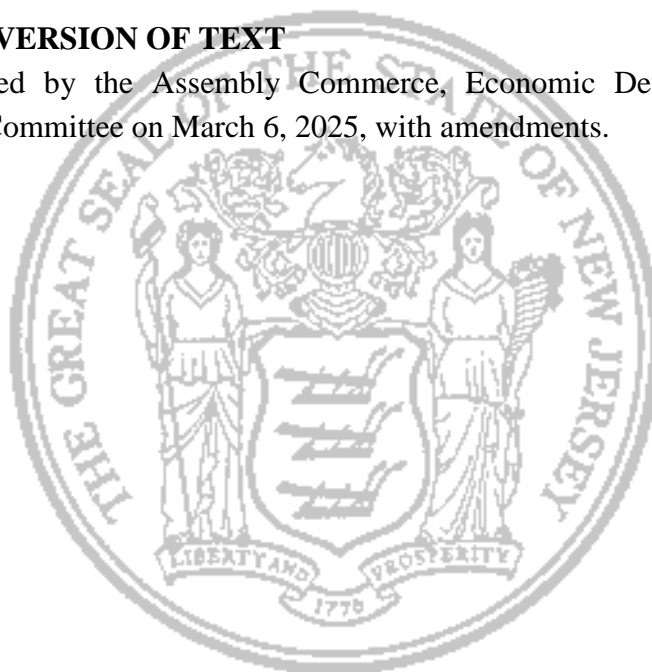 VERSION OF TEXT
ed by the Assembly Commerce, Economic De
Committee on March 6, 2025, with amendments.
THE GREAT SEAL OF THE STATE OF NEW JERSEY
LIBERTY AND PROSPERITY
1776